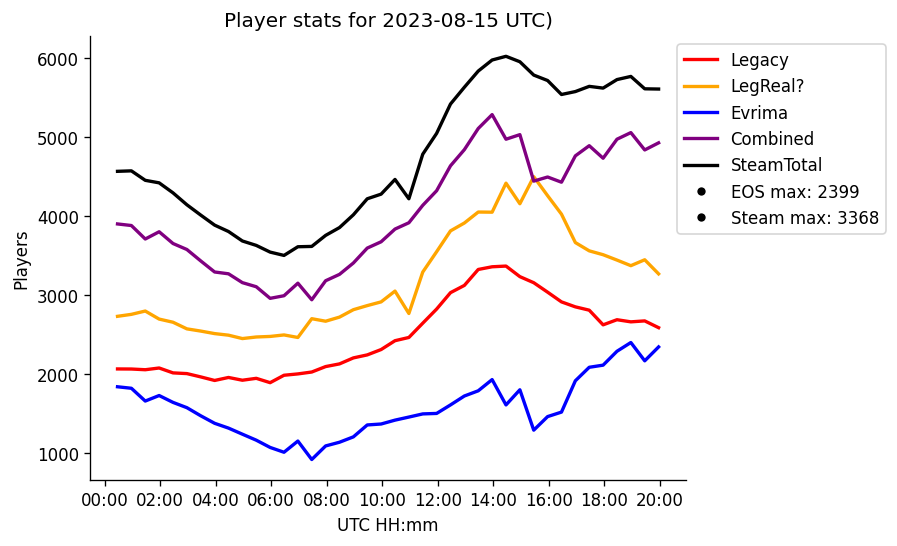 Player stats for 2023-08-15 UTC)
6000
5000
4000
3000
2000
1000
Players
00:00 02:00 04:00 06:00 08:00 10:00 12:00 14:00 16:00 18:00 20:00
UTC HH:mm
Legacy
LegReal?
Evrima
Combined
SteamTotal
EOS max: 2399
Steam max: 3368